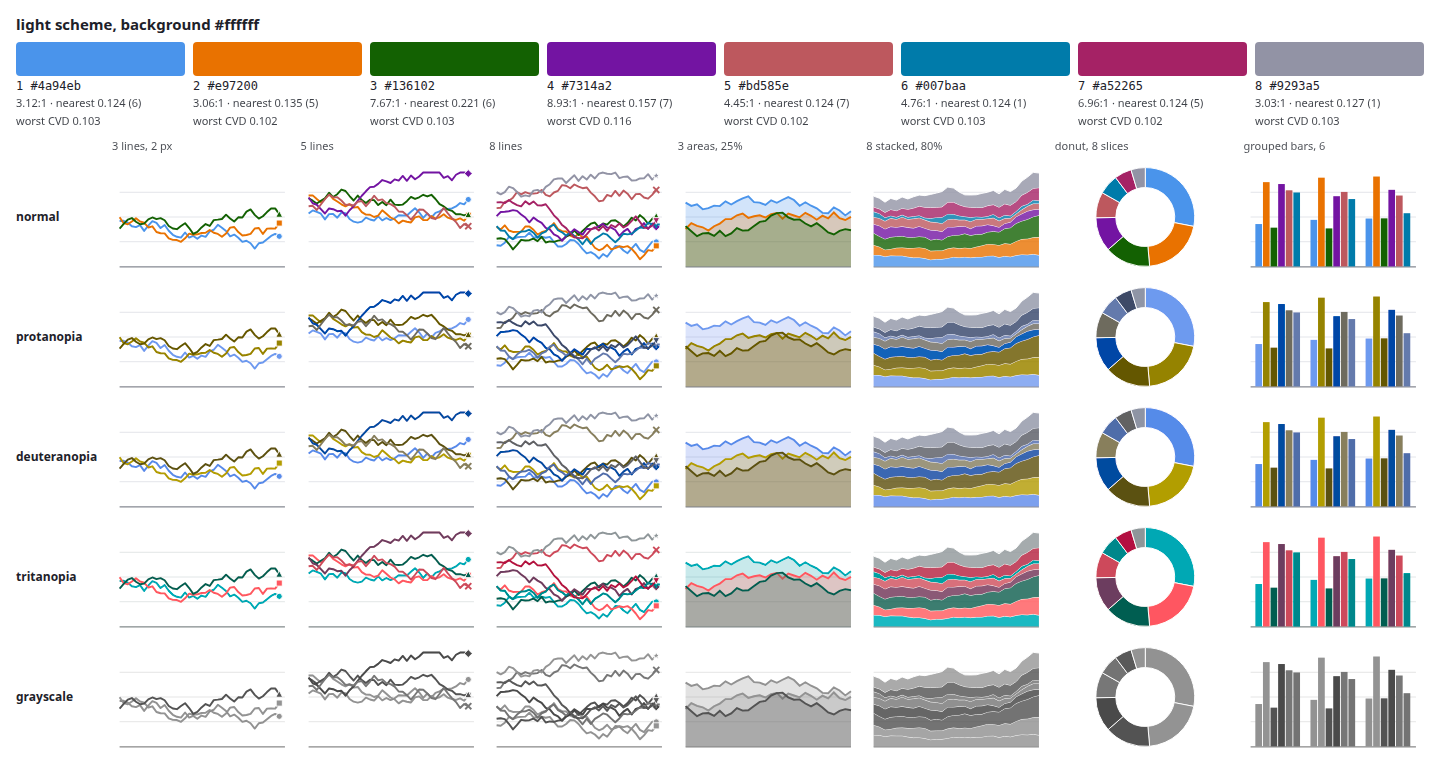 light scheme, background #ffffff
1 #4a94eb
3.12:1 · nearest 0.124 (6)
worst CVD 0.103
2 #e97200
3.06:1 · nearest 0.135 (5)
worst CVD 0.102
3 #136102
7.67:1 · nearest 0.221 (6)
worst CVD 0.103
4 #7314a2
8.93:1 · nearest 0.157 (7)
worst CVD 0.116
5 #bd585e
4.45:1 · nearest 0.124 (7)
worst CVD 0.102
6 #007baa
4.76:1 · nearest 0.124 (1)
worst CVD 0.103
7 #a52265
6.96:1 · nearest 0.124 (5)
worst CVD 0.102
8 #9293a5
3.03:1 · nearest 0.127 (1)
worst CVD 0.103
3 lines, 2 px
5 lines
8 lines
3 areas, 25%
8 stacked, 80%
donut, 8 slices
grouped bars, 6
normal
protanopia
deuteranopia
tritanopia
grayscale